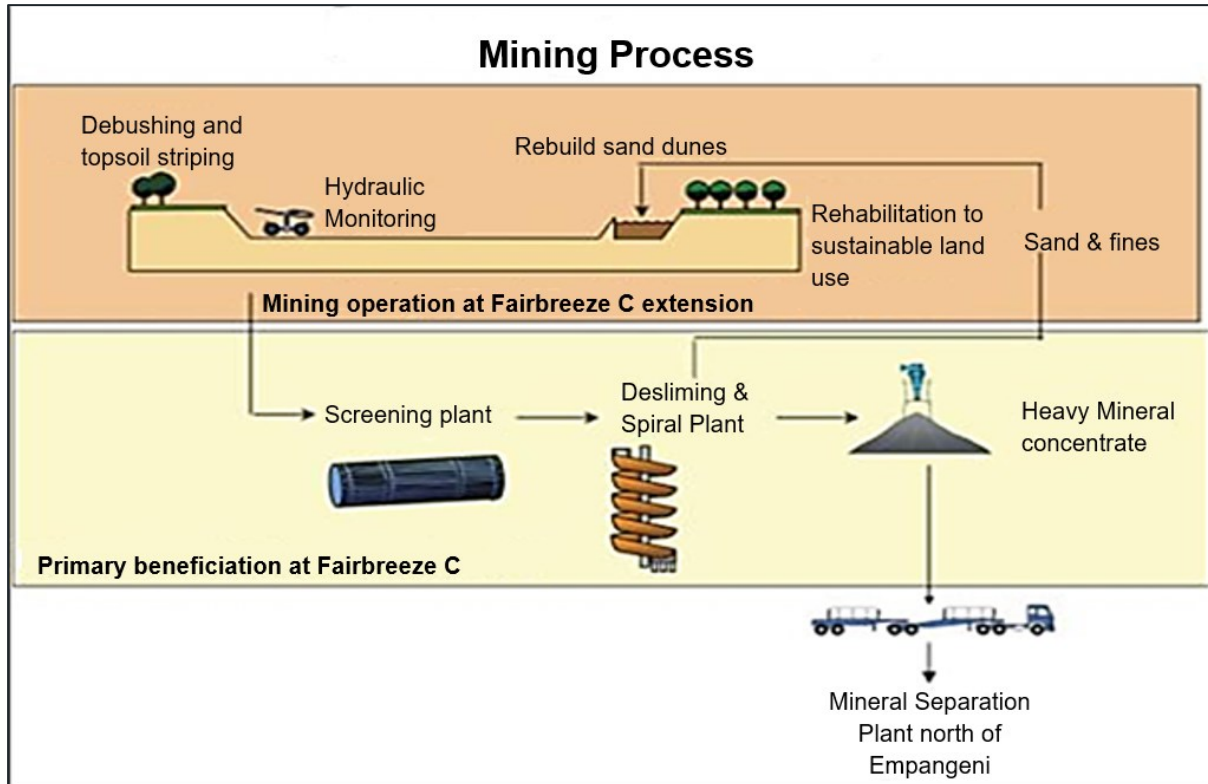 Mining Process
Debushing and
topsoil striping
Hydraulic
Monitoring
Rebuild sand dunes
Rehabilitation to
sustainable land
use
Sand & fines
Mining operation at Fairbreeze C extension
Screening plant
Desliming &
Spiral Plant
Heavy Mineral
concentrate
Primary beneficiation at Fairbreeze C
Mineral Separation
Plant north of
Empangeni